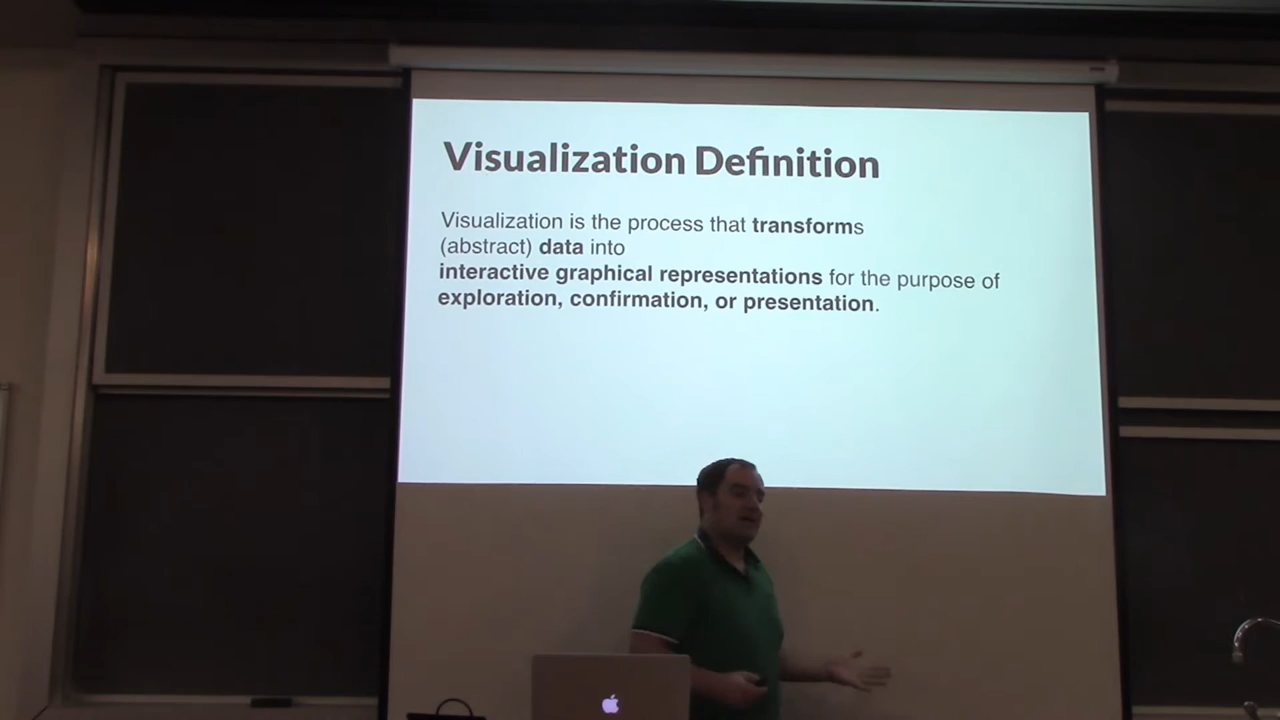 Visualization Definition
Visualization is the process that transforms
(abstract) data into
interactive graphical representations for the purpose of
exploration, confirmation, or presentation.